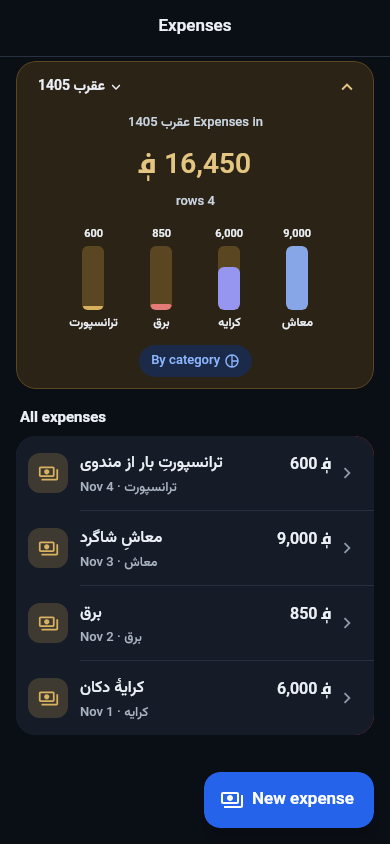 Expenses
عقرب 1405
عقرب 1405 Expenses in
؋ 16,450
rows 4
600 850 6,000 9,000
ترانسپورت برق کرایه معاش
By category
All expenses
ترانسپورتِ بار از مندوی ؋ 600
Nov 4 · ترانسپورت
معاشِ شاگرد ؋ 9,000
Nov 3 · معاش
برق ؋ 850
Nov 2 · برق
کرایهٔ دکان ؋ 6,000
Nov 1 · کرایه
New expense